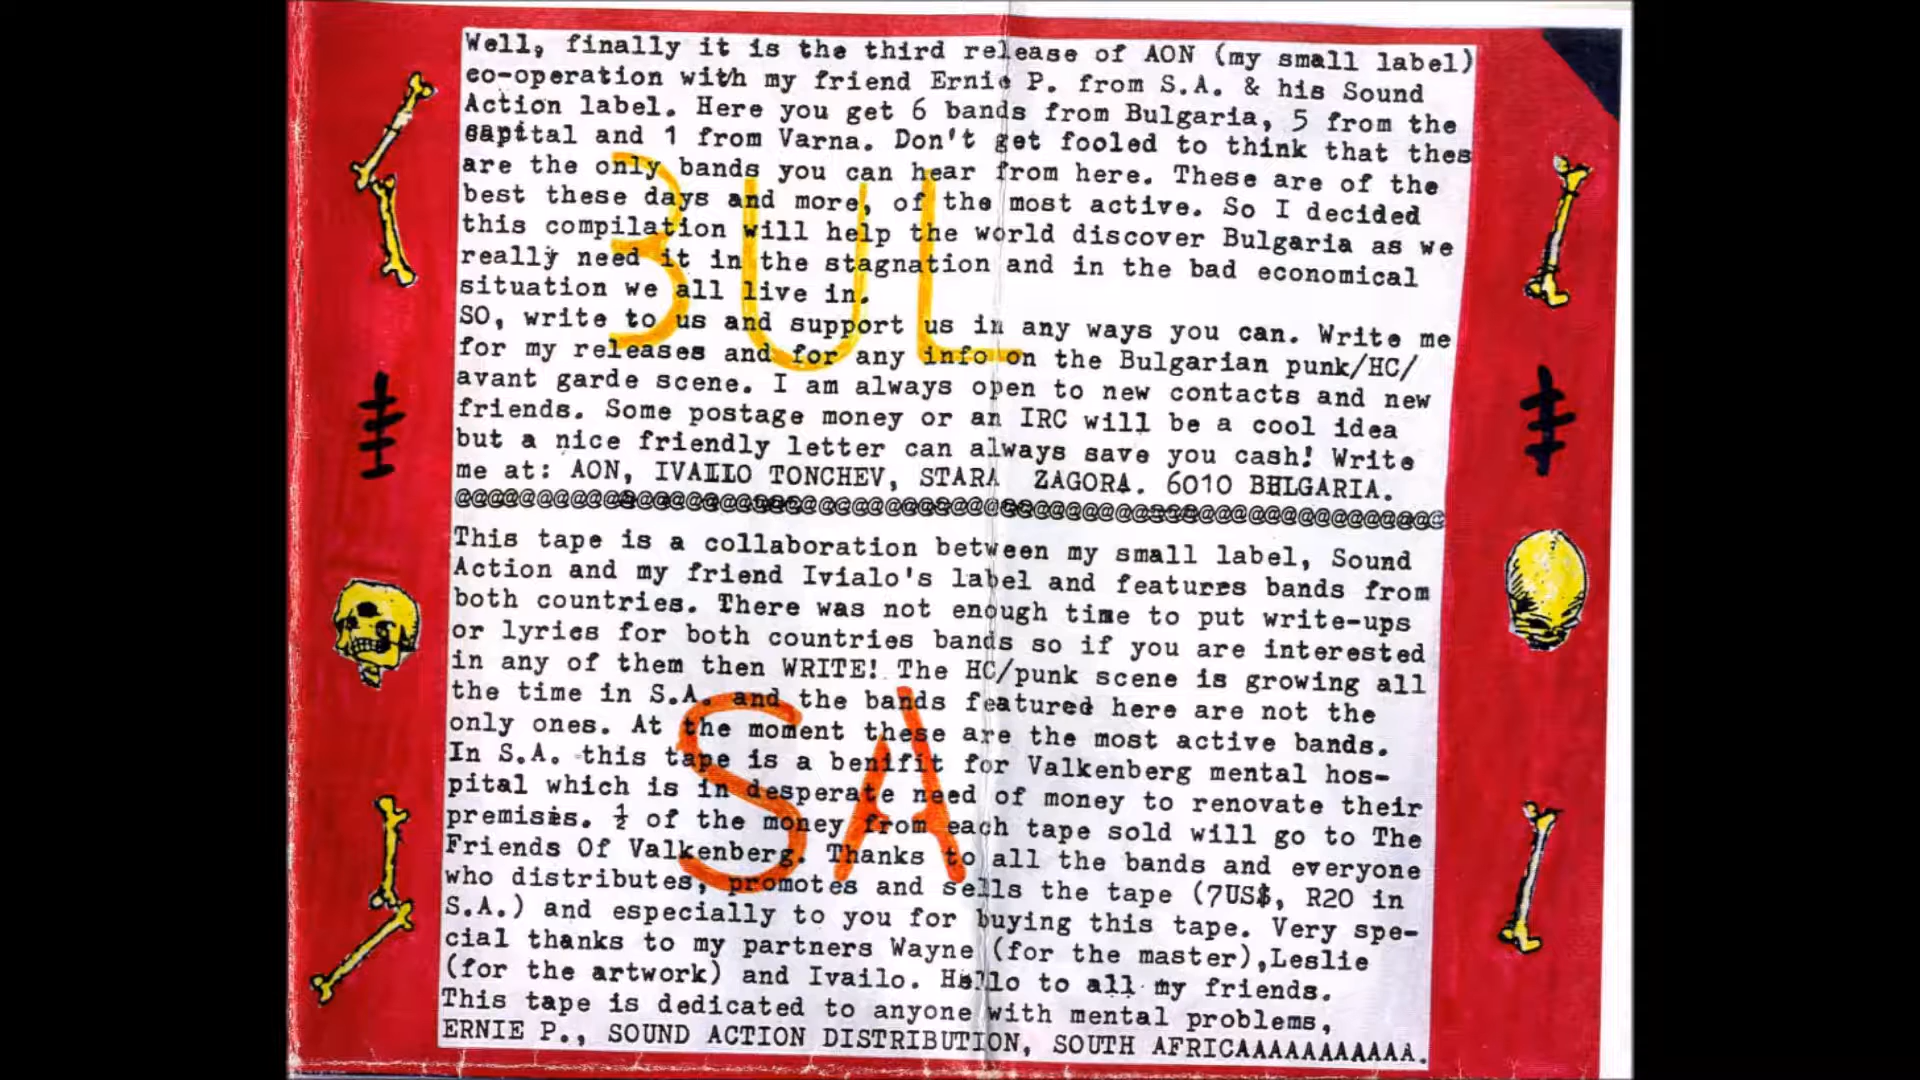 Well, finally it is the third release of AON (my small label)
co-operation with my friend Ernie P. from S.A. & his Sound
Action label. Here you get 6 bands from Bulgaria, 5 from the
capital and 1 from Varna. Don't get fooled to think that thes
are the only bands you can hear from here. These are of the
best these days and more, of the most active. So I decided
this compilation will help the world discover Bulgaria as we
really need it in the stagnation and in the bad economical
situation we all live in.
SO, write to us and support us in any ways you can. Write me
for my releases and for any info on the Bulgarian punk/HC/
avant garde scene. I am always open to new contacts and new
friends. Some postage money or an IRC will be a cool idea
but a nice friendly letter can always save you cash! Write
me at: AON, IVAILO TONCHEV, STARA ZAGORA. 6010 BULGARIA.
BUL
This tape is a collaboration between my small label, Sound
Action and my friend Ivialo's label and features bands from
both countries. There was not enough time to put write-ups
or lyrics for both countries bands so if you are interested
in any of them then WRITE! The HC/punk scene is growing all
the time in S.A. and the bands featured here are not the
only ones. At the moment these are the most active bands.
In S.A. this tape is a benifit for Valkenberg mental hos-
pital which is in desperate need of money to renovate their
premises. ½ of the money from each tape sold will go to The
Friends Of Valkenberg. Thanks to all the bands and everyone
who distributes, promotes and sells the tape (7US$, R20 in
S.A.) and especially to you for buying this tape. Very spe-
cial thanks to my partners Wayne (for the master),Leslie
(for the artwork) and Ivailo. Hello to all my friends.
This tape is dedicated to anyone with mental problems,
ERNIE P., SOUND ACTION DISTRIBUTION, SOUTH AFRICAAAAAAAAAAA.
SA